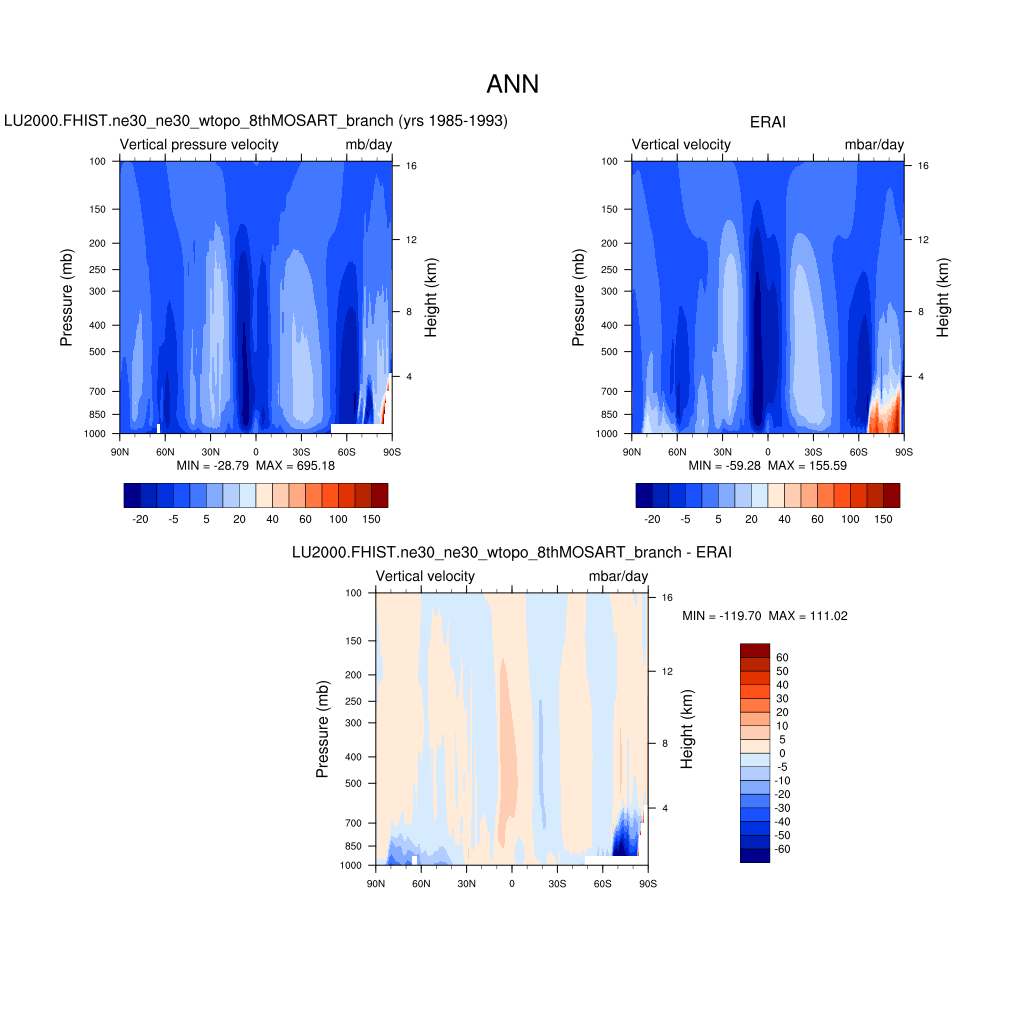 ANN
LU2000.FHIST.ne30_ne30_wtopo_8thMOSART_branch (yrs 1985-1993)
Vertical pressure velocity mb/day
100
150
200
250
300
400
500
700
850
1000
Pressure (mb)
16
12
8
4
Height (km)
90N 60N 30N 0 30S 60S 90S
MIN = -28.79 MAX = 695.18
-20 -5 5 20 40 60 100 150
ERAI
Vertical velocity mbar/day
100
150
200
250
300
400
500
700
850
1000
Pressure (mb)
16
12
8
4
Height (km)
90N 60N 30N 0 30S 60S 90S
MIN = -59.28 MAX = 155.59
-20 -5 5 20 40 60 100 150
LU2000.FHIST.ne30_ne30_wtopo_8thMOSART_branch - ERAI
Vertical velocity mbar/day
100
150
200
250
300
400
500
700
850
1000
Pressure (mb)
16
12
8
4
Height (km)
90N 60N 30N 0 30S 60S 90S
MIN = -119.70 MAX = 111.02
60
50
40
30
20
10
5
0
-5
-10
-20
-30
-40
-50
-60